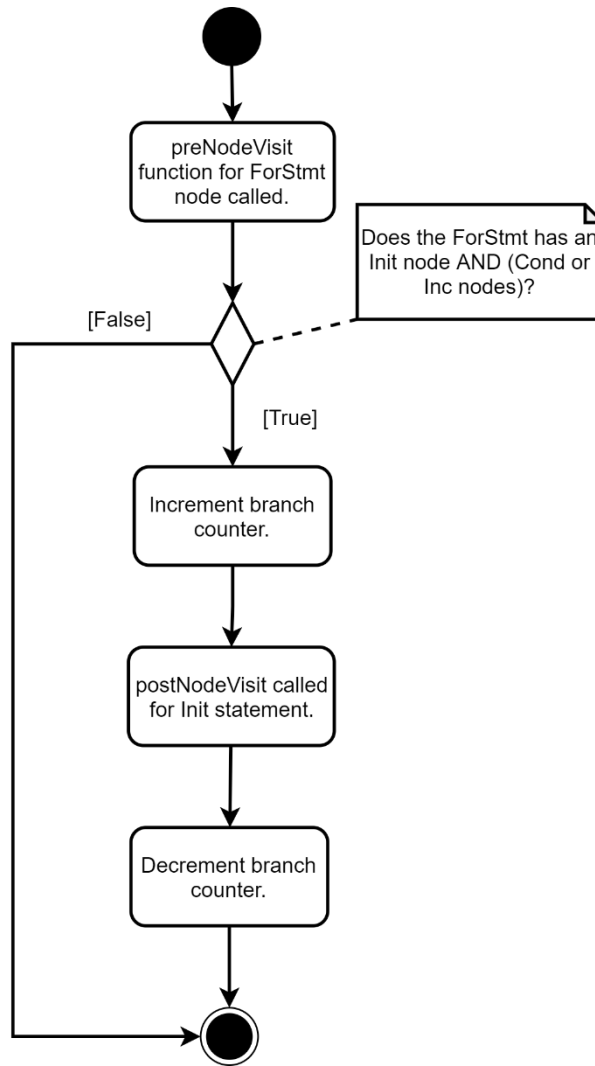 preNodeVisit
function for ForStmt
node called.
Does the ForStmt has an
Init node AND (Cond or
Inc nodes)?
[False]
[True]
Increment branch
counter.
postNodeVisit called
for Init statement.
Decrement branch
counter.